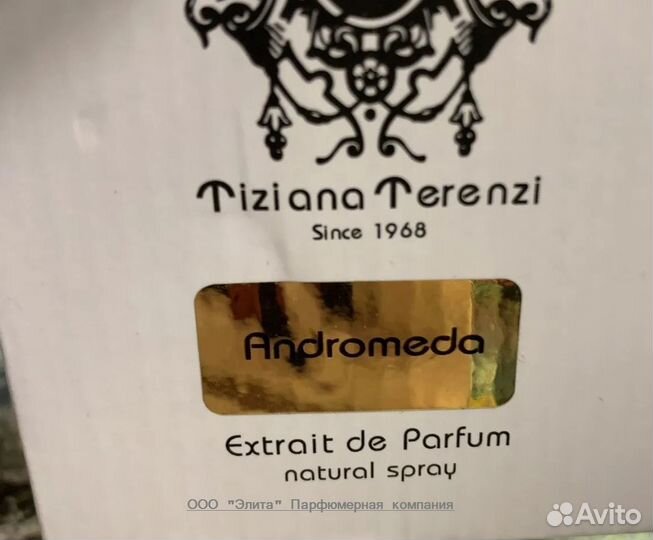 Tiziana Terenzi
Since 1968
Andromeda
Extrait de Parfum
natural spray
ООО "Элита" Парфюмерная компания
Avito